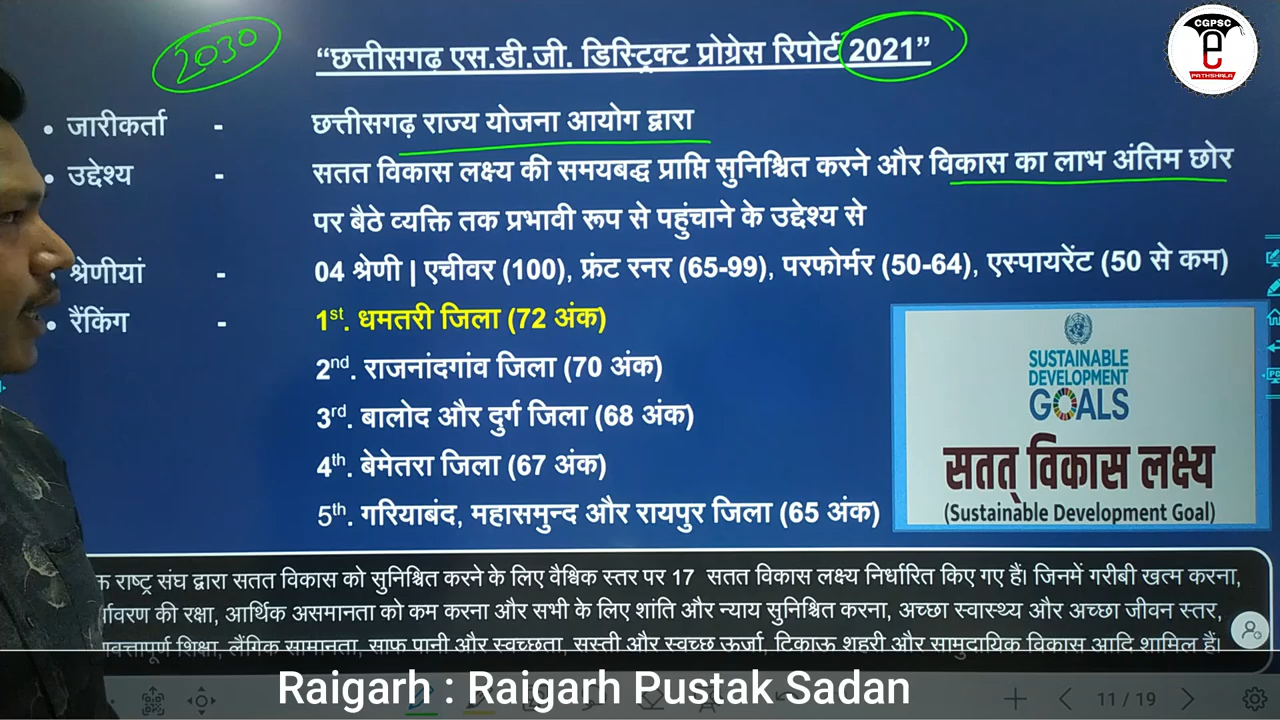 2030
“छत्तीसगढ़ एस.डी.जी. डिस्ट्रिक्ट प्रोग्रेस रिपोर्ट 2021”
CGPSC
e
PATHSHALA
• जारीकर्ता - छत्तीसगढ़ राज्य योजना आयोग द्वारा
• उद्देश्य - सतत विकास लक्ष्य की समयबद्ध प्राप्ति सुनिश्चित करने और विकास का लाभ अंतिम छोर
पर बैठे व्यक्ति तक प्रभावी रूप से पहुंचाने के उद्देश्य से
• श्रेणीयां - 04 श्रेणी | एचीवर (100), फ्रंट रनर (65-99), परफोर्मर (50-64), एस्पायरेंट (50 से कम)
• रैंकिंग - 1st. धमतरी जिला (72 अंक)
2nd. राजनांदगांव जिला (70 अंक)
3rd. बालोद और दुर्ग जिला (68 अंक)
4th. बेमेतरा जिला (67 अंक)
5th. गरियाबंद, महासमुन्द और रायपुर जिला (65 अंक)
SUSTAINABLE
DEVELOPMENT
GOALS
सतत् विकास लक्ष्य
(Sustainable Development Goal)
राष्ट्र संघ द्वारा सतत विकास को सुनिश्चित करने के लिए वैश्विक स्तर पर 17 सतत विकास लक्ष्य निर्धारित किए गए हैं। जिनमें गरीबी खत्म करना,
की रक्षा, आर्थिक असमानता को कम करना और सभी के लिए शांति और न्याय सुनिश्चित करना, अच्छा स्वास्थ्य और अच्छा जीवन स्तर,
शिक्षा, लैंगिक सामानता, साफ पानी और स्वच्छता, सस्ती और स्वच्छ ऊर्जा, टिकाऊ शहरी और सामुदायिक विकास आदि शामिल हैं।
Raigarh : Raigarh Pustak Sadan
11 / 19